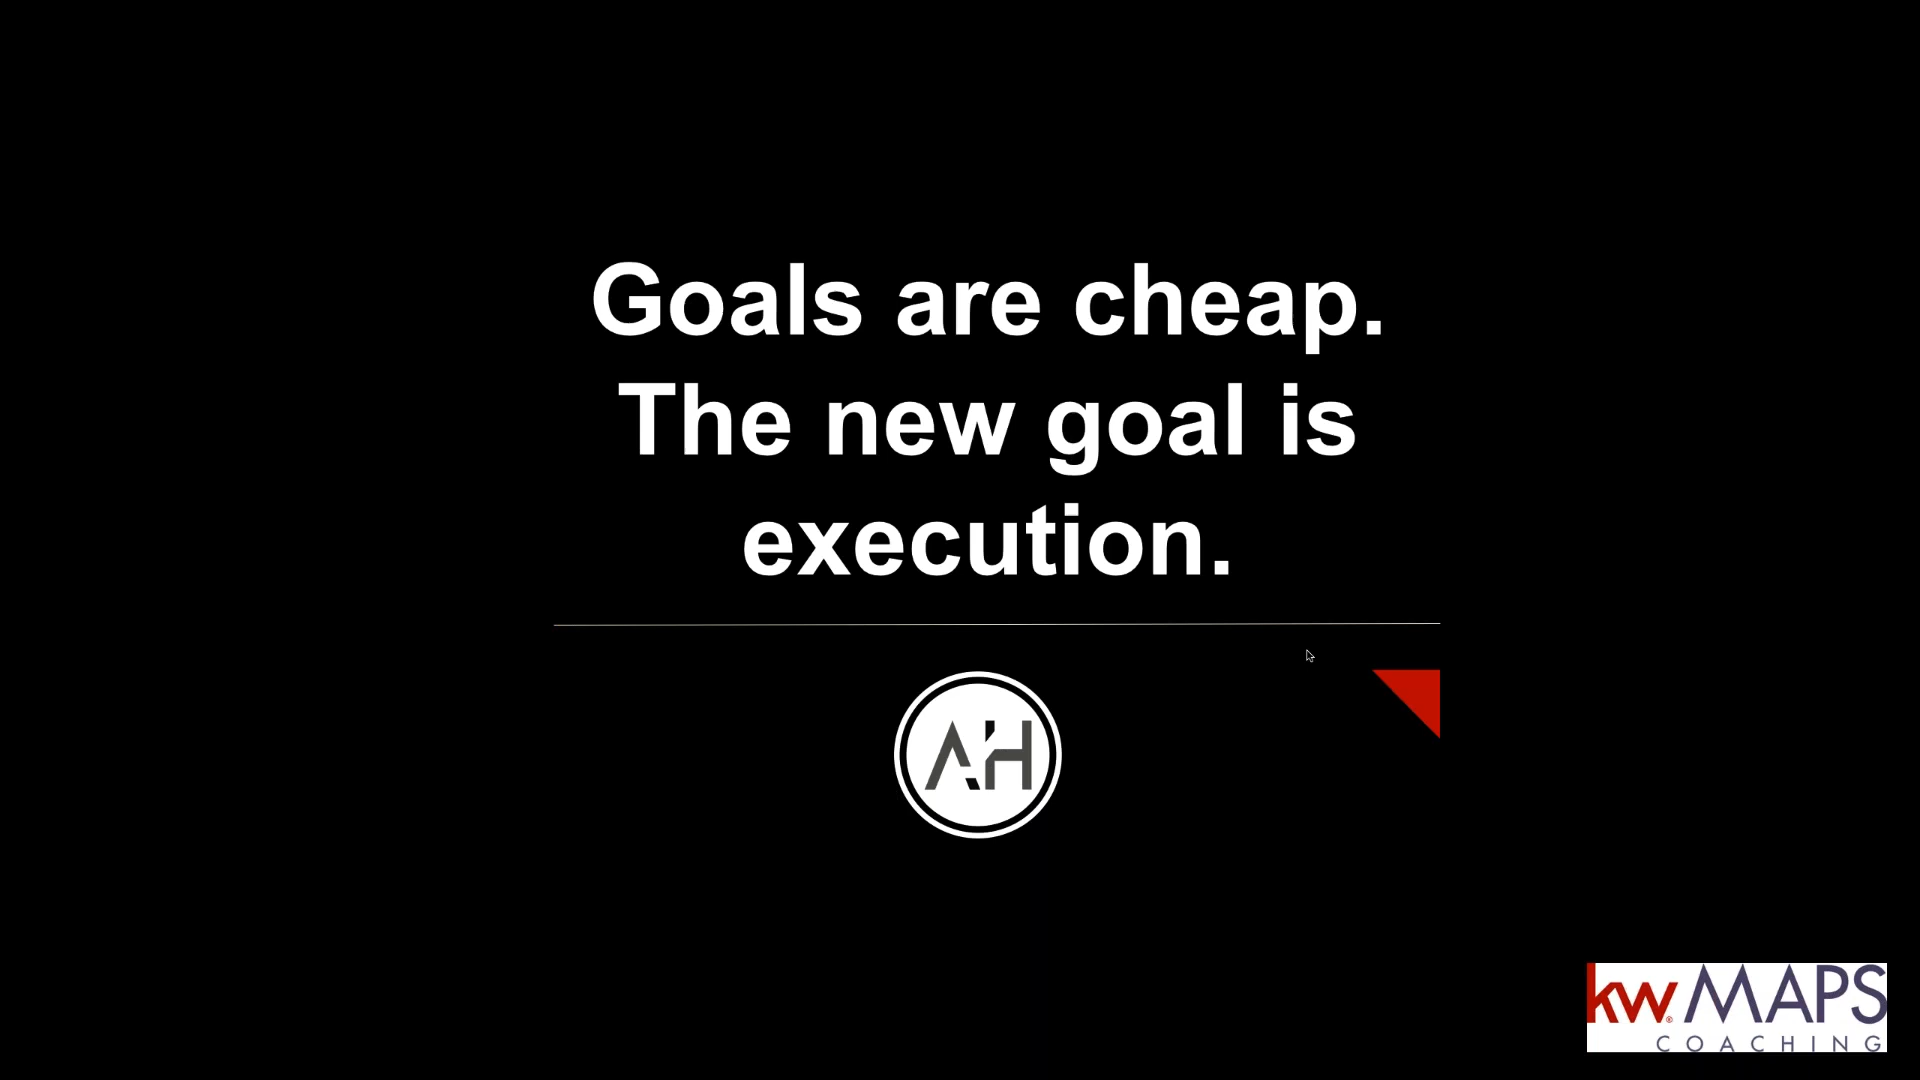 Goals are cheap.
The new goal is
execution.
AH
kw® MAPS
COACHING